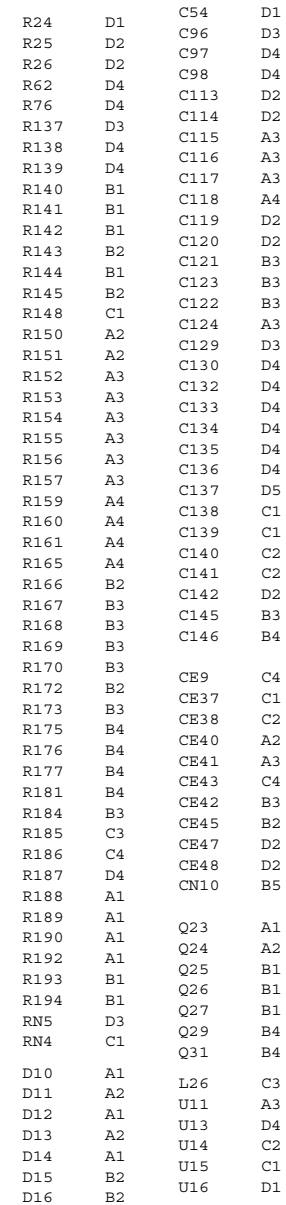 R24 D1
R25 D2
R26 D2
R62 D4
R76 D4
R137 D3
R138 D4
R139 D4
R140 B1
R141 B1
R142 B1
R143 B2
R144 B1
R145 B2
R148 C1
R150 A2
R151 A2
R152 A3
R153 A3
R154 A3
R155 A3
R156 A3
R157 A3
R159 A4
R160 A4
R161 A4
R165 A4
R166 B2
R167 B3
R168 B3
R169 B3
R170 B3
R172 B2
R173 B3
R175 B4
R176 B4
R177 B4
R181 B4
R184 B3
R185 C3
R186 C4
R187 D4
R188 A1
R189 A1
R190 A1
R192 A1
R193 B1
R194 B1
RN5 D3
RN4 C1
D10 A1
D11 A2
D12 A1
D13 A2
D14 A1
D15 B2
D16 B2
C54 D1
C96 D3
C97 D4
C98 D4
C113 D2
C114 D2
C115 A3
C116 A3
C117 A3
C118 A4
C119 D2
C120 D2
C121 B3
C123 B3
C122 B3
C124 A3
C129 D3
C130 D4
C132 D4
C133 D4
C134 D4
C135 D4
C136 D4
C137 D5
C138 C1
C139 C1
C140 C2
C141 C2
C142 D2
C145 B3
C146 B4
CE9 C4
CE37 C1
CE38 C2
CE40 A2
CE41 A3
CE43 C4
CE42 B3
CE45 B2
CE47 D2
CE48 D2
CN10 B5
Q23 A1
Q24 A2
Q25 B1
Q26 B1
Q27 B1
Q29 B4
Q31 B4
L26 C3
U11 A3
U13 D4
U14 C2
U15 C1
U16 D1